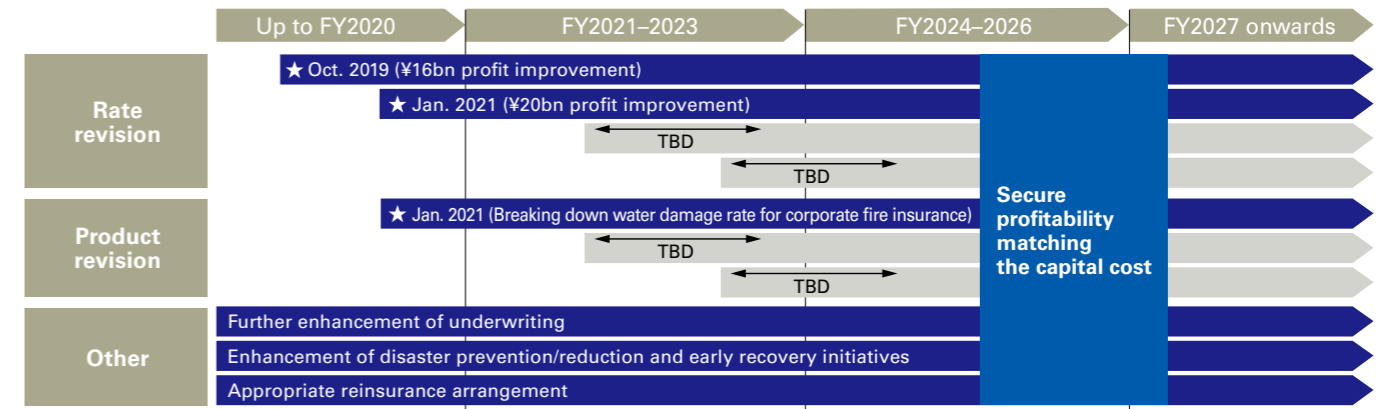 Up to FY2020
FY2021–2023
FY2024–2026
FY2027 onwards
Rate
revision
★ Oct. 2019 (¥16bn profit improvement)
★ Jan. 2021 (¥20bn profit improvement)
TBD
TBD
Product
revision
★ Jan. 2021 (Breaking down water damage rate for corporate fire insurance)
TBD
TBD
Secure
profitability
matching
the capital cost
Other
Further enhancement of underwriting
Enhancement of disaster prevention/reduction and early recovery initiatives
Appropriate reinsurance arrangement